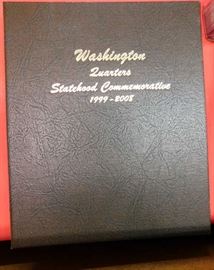 Washington
Quarters
Statehood Commemorative
1999-2008